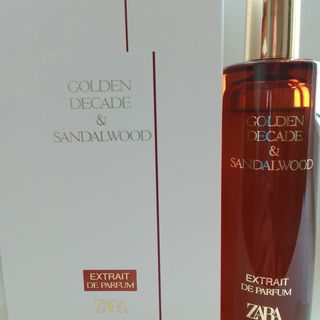 GOLDEN
DECADE
&
SANDALWOOD
EXTRAIT
DE PARFUM
ZARA
GOLDEN
DECADE
&
SANDALWOOD
EXTRAIT
DE PARFUM
ZARA